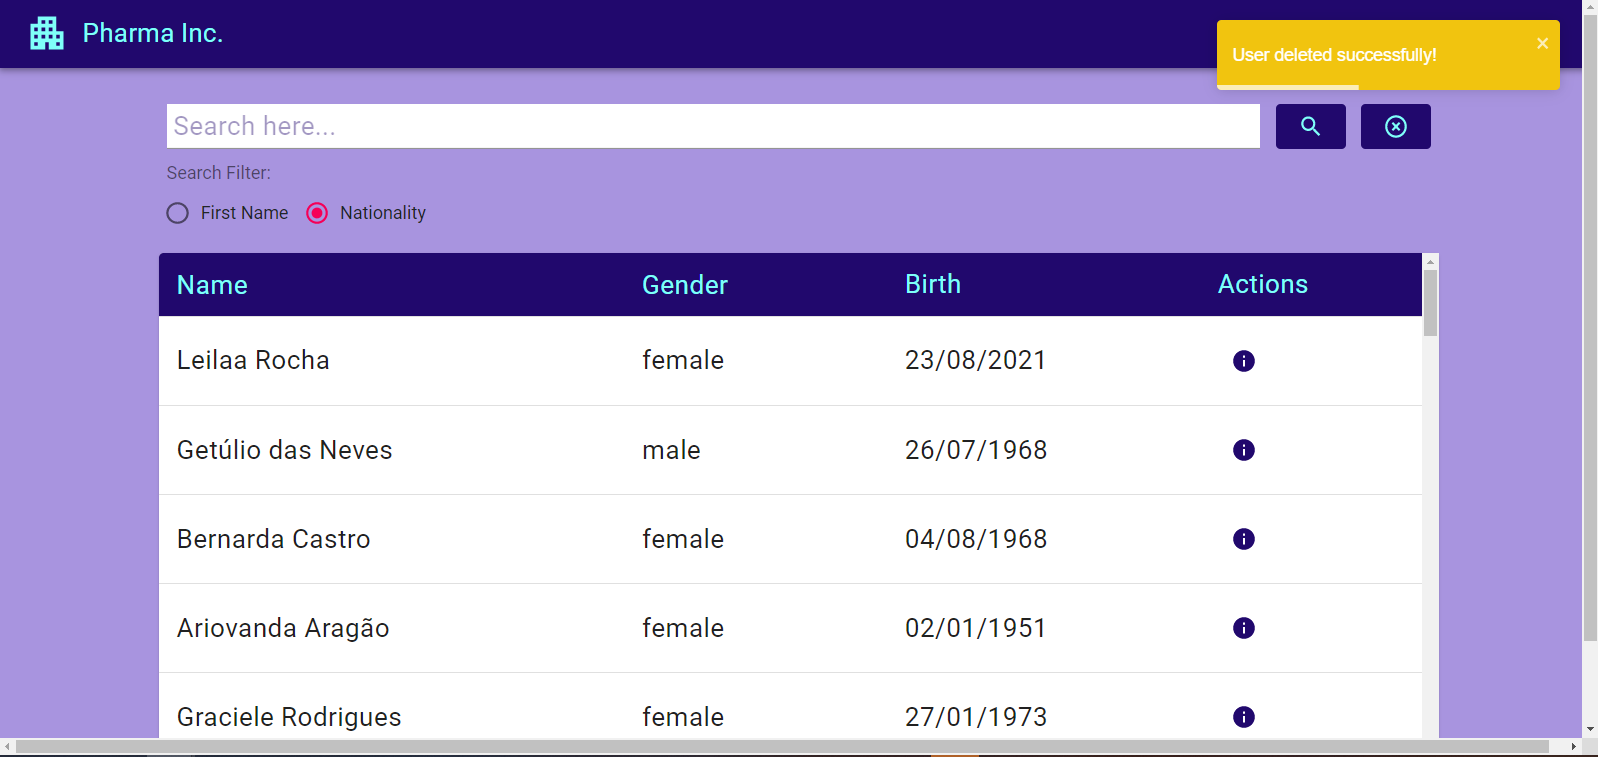 Pharma Inc.
User deleted successfully!
Search here...
Search Filter:
First Name Nationality
Name Gender Birth Actions
Leilaa Rocha female 23/08/2021
Getúlio das Neves male 26/07/1968
Bernarda Castro female 04/08/1968
Ariovanda Aragão female 02/01/1951
Graciele Rodrigues female 27/01/1973